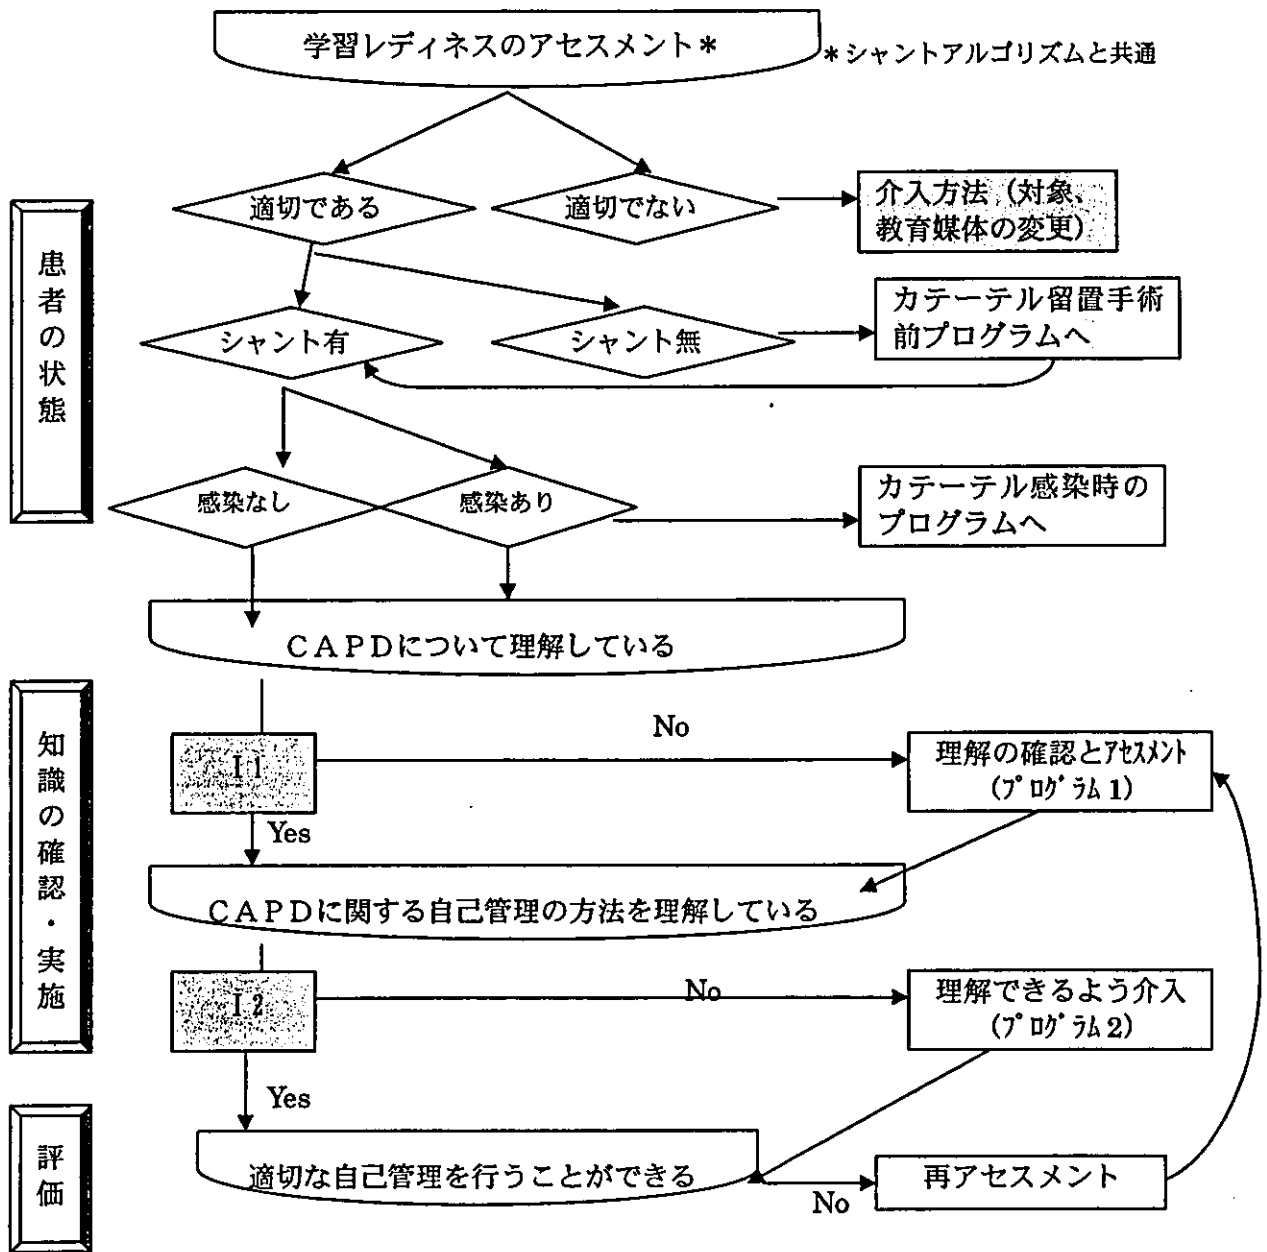 学習レディネスのアセスメント＊
＊シャントアルゴリズムと共通
適切である
適切でない
介入方法（対象、
教育媒体の変更）
患者の状態
シャント有
シャント無
カテーテル留置手術
前プログラムへ
感染なし
感染あり
カテーテル感染時の
プログラムへ
ＣＡＰＤについて理解している
知識の確認・実施
I 1
No
理解の確認とｱｾｽﾒﾝﾄ
(ﾌﾟﾛｸﾞﾗﾑ 1)
Yes
ＣＡＰＤに関する自己管理の方法を理解している
I 2
No
理解できるよう介入
(ﾌﾟﾛｸﾞﾗﾑ 2)
Yes
評価
適切な自己管理を行うことができる
No
再アセスメント